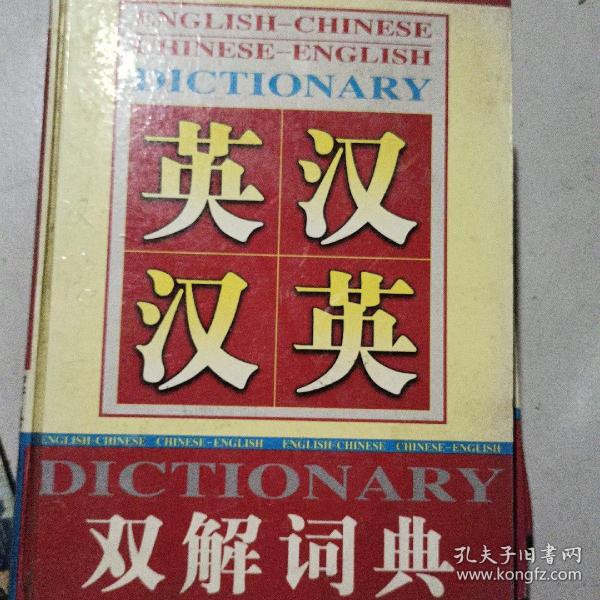 ENGLISH-CHINESE
CHINESE-ENGLISH
DICTIONARY
英汉
汉英
ENGLISH-CHINESE CHINESE-ENGLISH ENGLISH-CHINESE CHINESE-ENGLISH
DICTIONARY
双解词典
孔夫子旧书网
www.kongfz.com